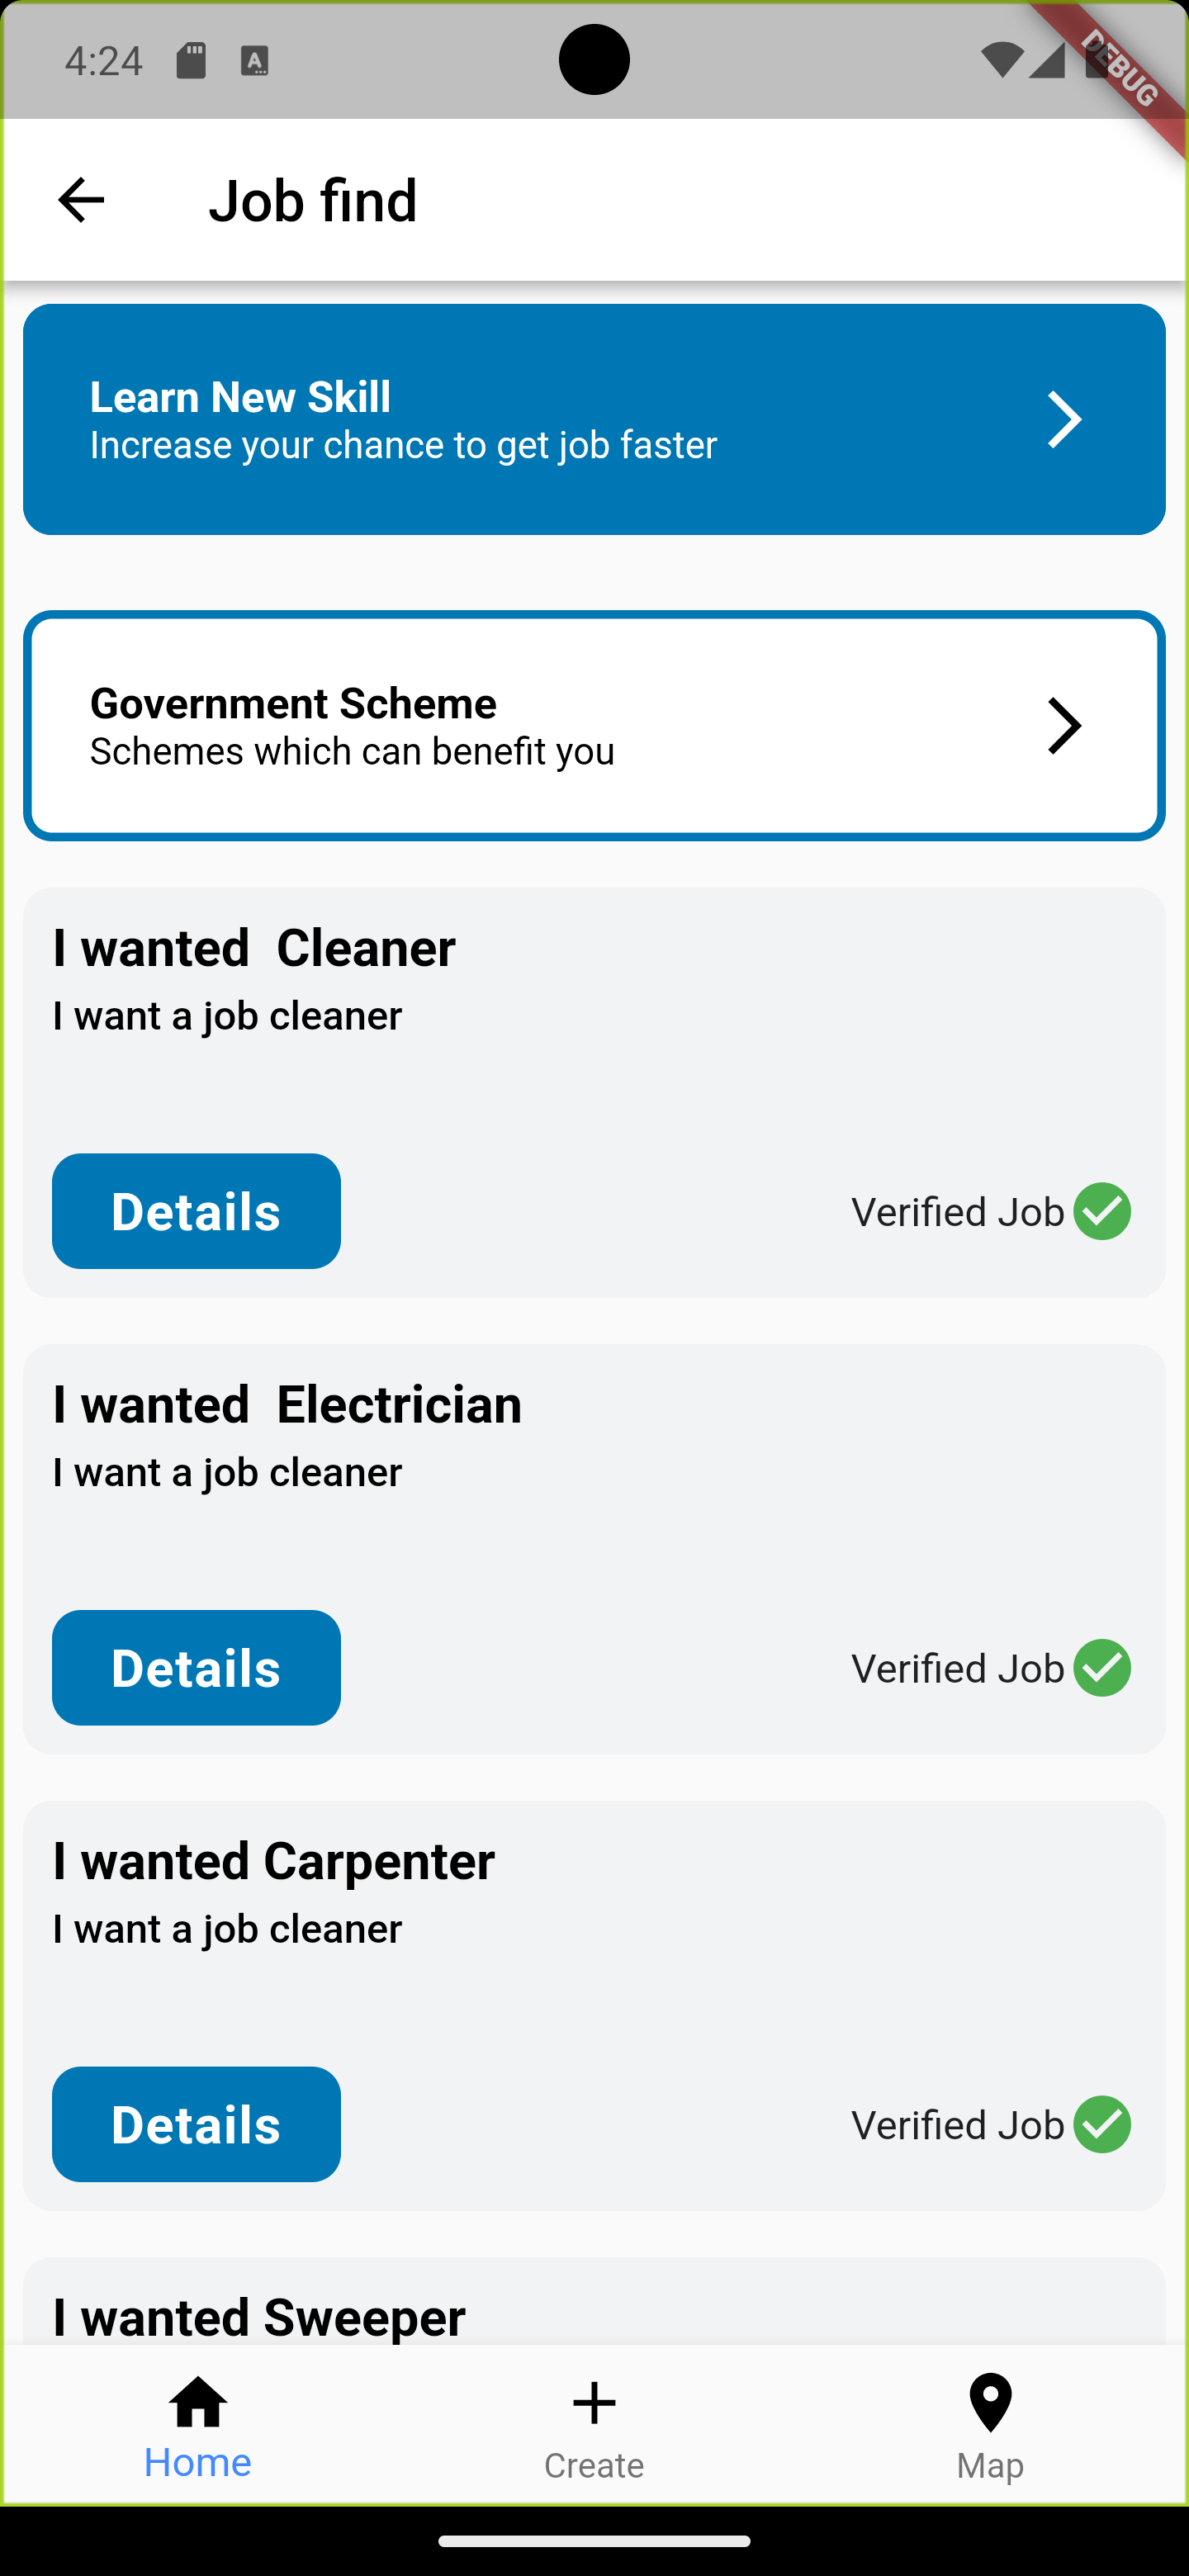 4:24
DEBUG
Job find
Learn New Skill
Increase your chance to get job faster
Government Scheme
Schemes which can benefit you
I wanted  Cleaner
I want a job cleaner
Details
Verified Job
I wanted  Electrician
I want a job cleaner
Details
Verified Job
I wanted Carpenter
I want a job cleaner
Details
Verified Job
I wanted Sweeper
Home
Create
Map